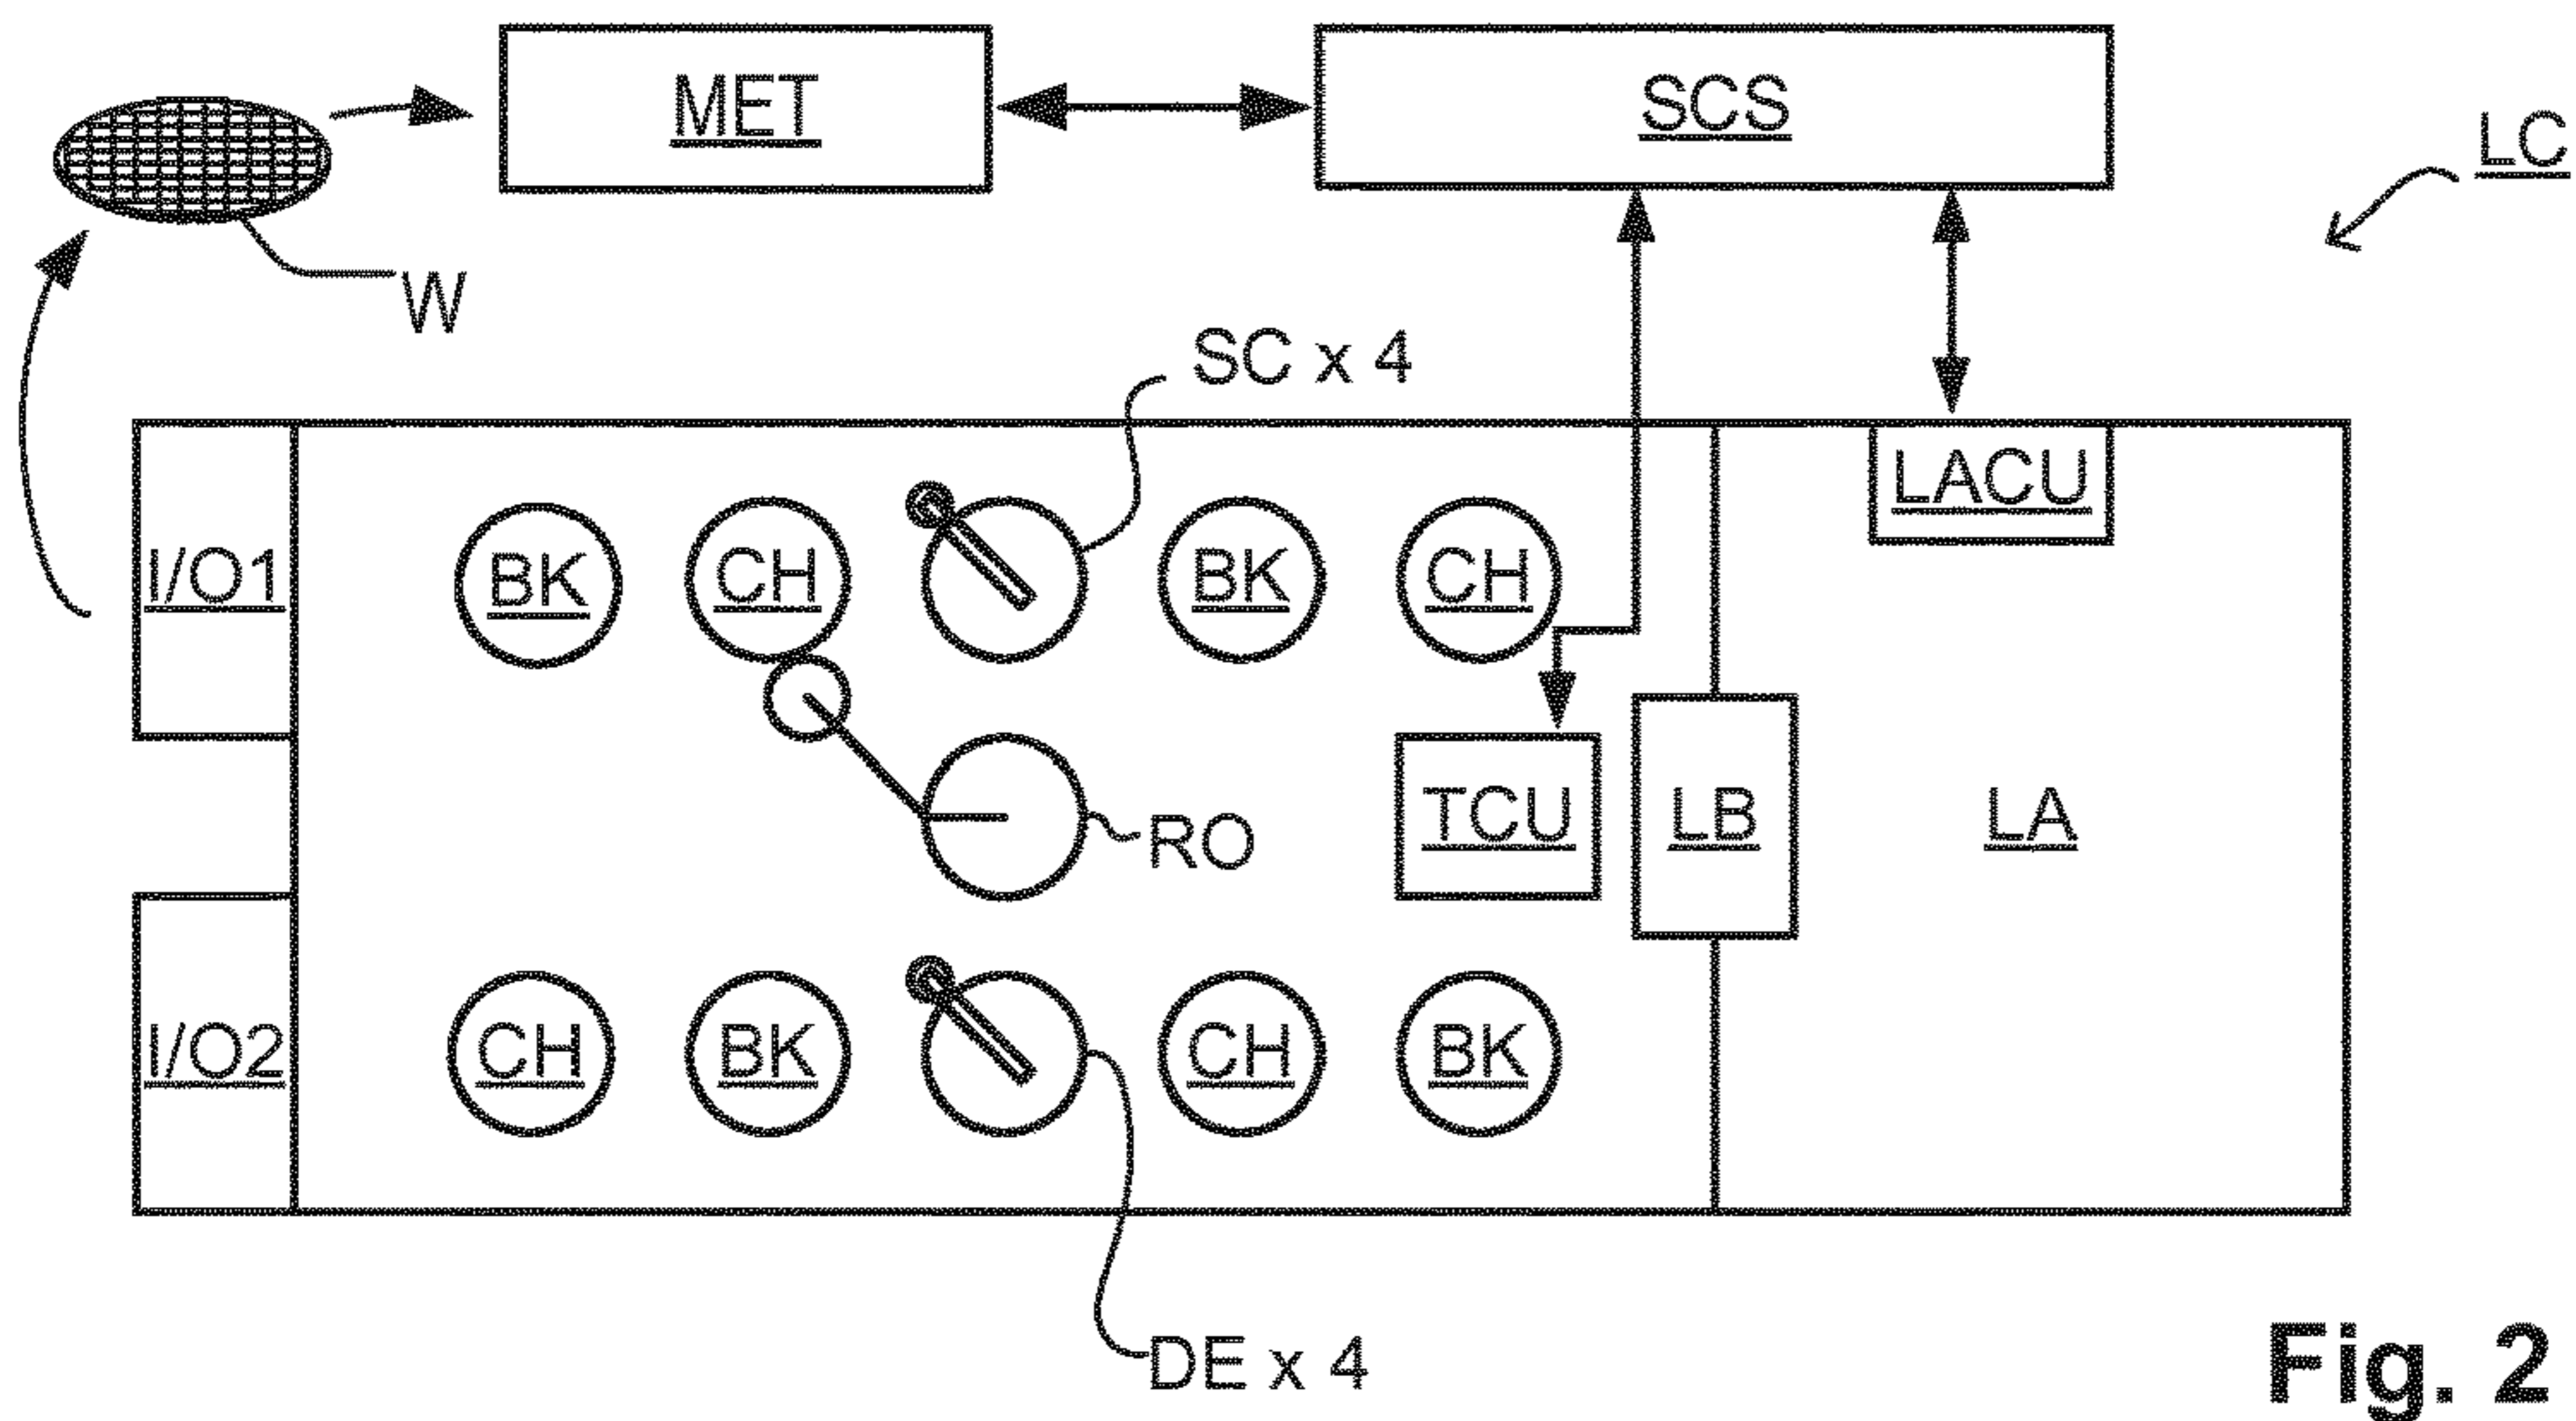 MET
SCS
LC
W
SC x 4
LACU
I/O1
BK
CH
BK
CH
RO
TCU
LB
LA
I/O2
CH
BK
CH
BK
DE x 4
Fig. 2